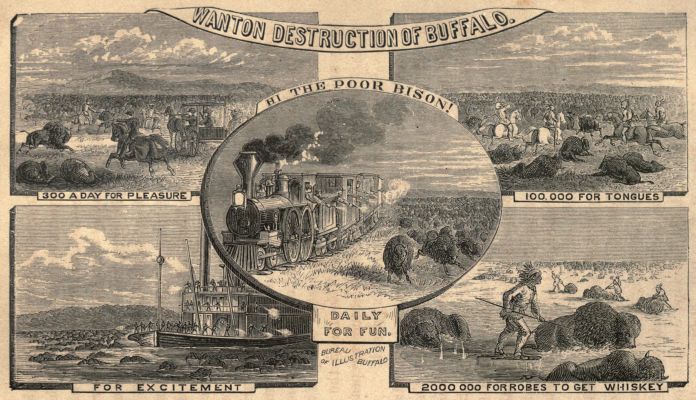 WANTON DESTRUCTION OF BUFFALO.
HI THE POOR BISON!
300 A DAY FOR PLEASURE
100,000 FOR TONGUES
DAILY
FOR FUN.
BUREAU
OF ILLUSTRATION
BUFFALO
FOR EXCITEMENT
2000 000 FOR ROBES TO GET WHISKEY